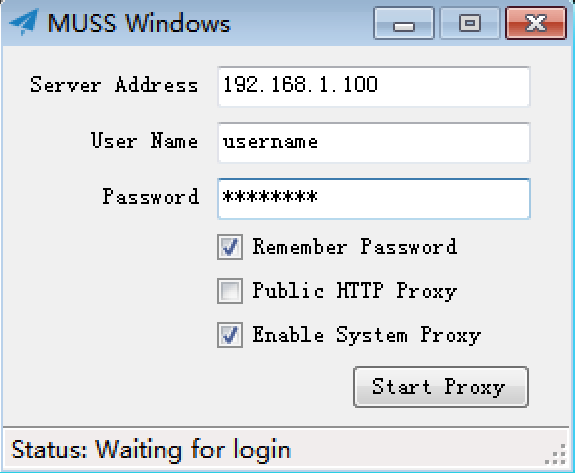 MUSS Windows
Server Address 192.168.1.100
User Name username
Password ********
Remember Password
Public HTTP Proxy
Enable System Proxy
Start Proxy
Status: Waiting for login